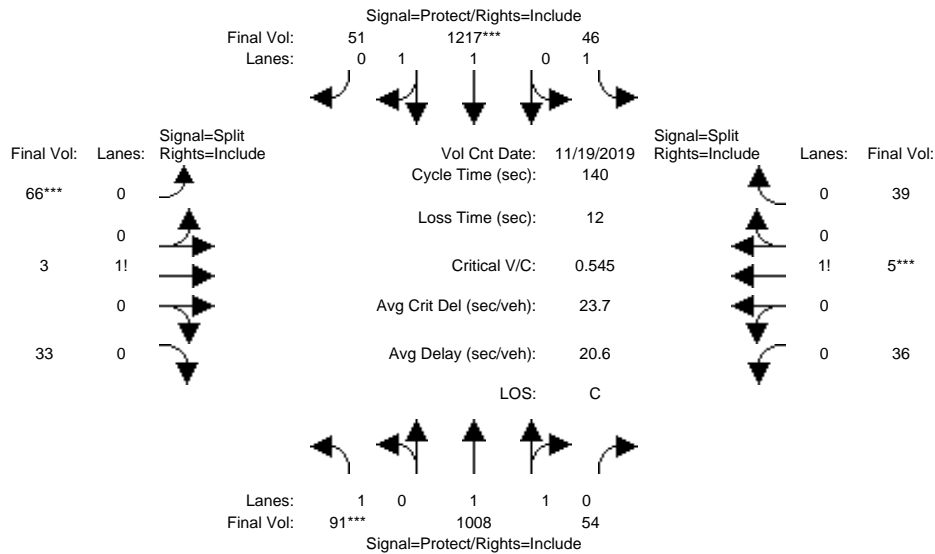 Signal=Protect/Rights=Include
Final Vol: 51 1217*** 46
Lanes: 0 1 1 0 1
Signal=Split Signal=Split
Final Vol: Lanes: Rights=Include Vol Cnt Date: 11/19/2019 Rights=Include Lanes: Final Vol:
Cycle Time (sec): 140
66*** 0 0 39
Loss Time (sec): 12
0 0
3 1! Critical V/C: 0.545 1! 5***
0 Avg Crit Del (sec/veh): 23.7 0
33 0 Avg Delay (sec/veh): 20.6 0 36
LOS: C
Lanes: 1 0 1 1 0
Final Vol: 91*** 1008 54
Signal=Protect/Rights=Include